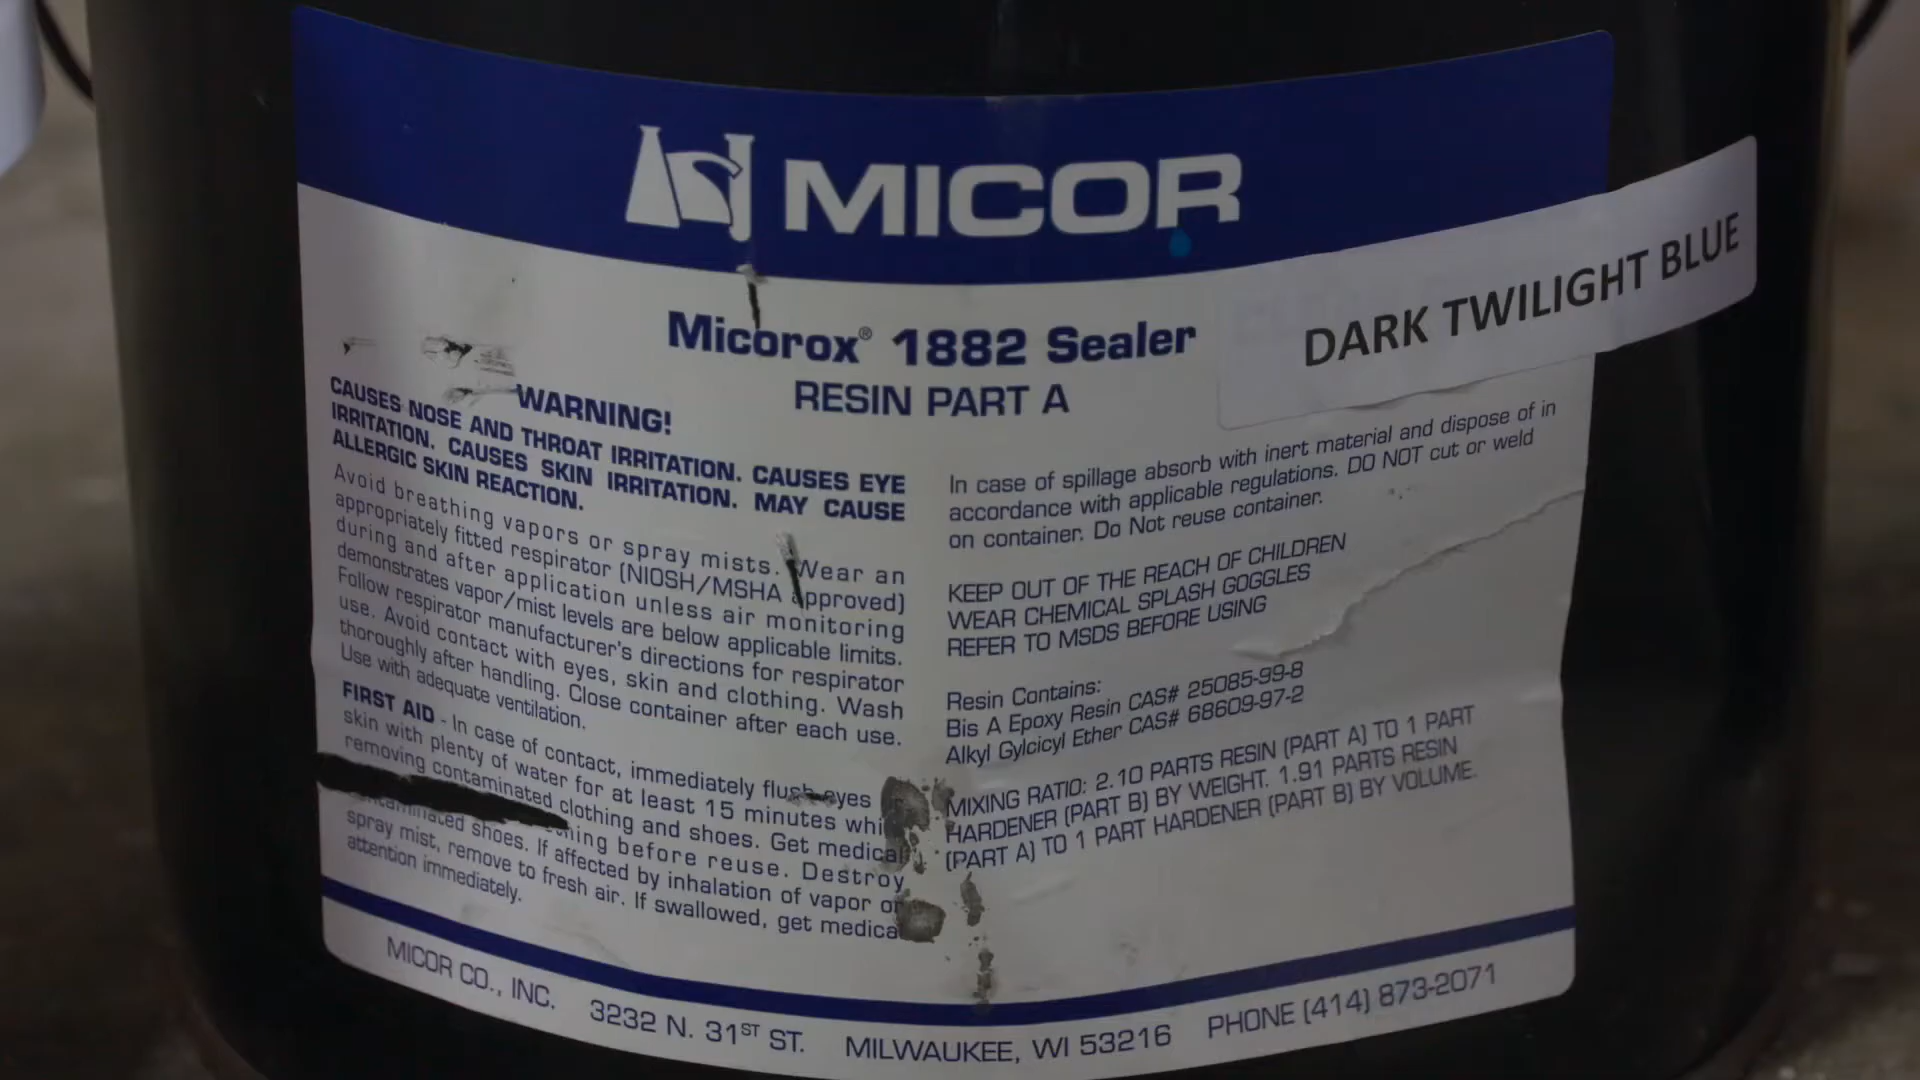 MICOR
DARK TWILIGHT BLUE
Micorox® 1882 Sealer
RESIN PART A
WARNING!
CAUSES NOSE AND THROAT IRRITATION. CAUSES EYE
IRRITATION. CAUSES SKIN IRRITATION. MAY CAUSE
ALLERGIC SKIN REACTION.
Avoid breathing vapors or spray mists. Wear an
appropriately fitted respirator (NIOSH/MSHA approved)
during and after application unless air monitoring
demonstrates vapor/mist levels are below applicable limits.
Follow respirator manufacturer's directions for respirator
use. Avoid contact with eyes, skin and clothing. Wash
thoroughly after handling. Close container after each use.
Use with adequate ventilation.
FIRST AID - In case of contact, immediately flush eyes
skin with plenty of water for at least 15 minutes
removing contaminated clothing and shoes. Get medical
before reuse. Destroy
contaminated shoes. If affected by inhalation of vapor or
spray mist, remove to fresh air. If swallowed, get medical
attention immediately.
In case of spillage absorb with inert material and dispose of in
accordance with applicable regulations. DO NOT cut or weld
on container. Do Not reuse container.
KEEP OUT OF THE REACH OF CHILDREN
WEAR CHEMICAL SPLASH GOGGLES
REFER TO MSDS BEFORE USING
Resin Contains:
Bis A Epoxy Resin CAS# 25085-99-8
Alkyl Gylcicyl Ether CAS# 68609-97-2
MIXING RATIO: 2.10 PARTS RESIN (PART A) TO 1 PART
HARDENER (PART B) BY WEIGHT. 1.91 PARTS RESIN
(PART A) TO 1 PART HARDENER (PART B) BY VOLUME.
MICOR CO., INC. 3232 N. 31ST ST. MILWAUKEE, WI 53216 PHONE (414) 873-2071